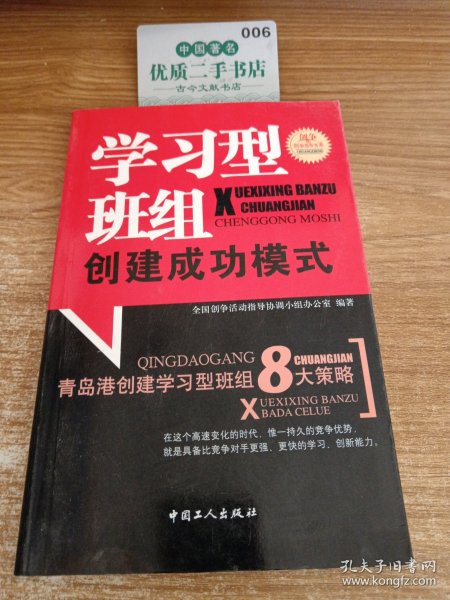 006
中国著名
优质二手书店
古今文献书店
学习型
班组
XUEXIXING BANZU
CHUANGJIAN
CHENGGONG MOSHI
创建成功模式
全国创争活动指导协调小组办公室 编著
QINGDAOGANG
CHUANGJIAN
青岛港创建学习型班组8大策略
XUEXIXING BANZU
BADA CELUE
在这个高速变化的时代，惟一持久的竞争优势，
就是具备比竞争对手更强、更快的学习、创新能力。
中国工人出版社
孔夫子旧书网
www.kongfz.com